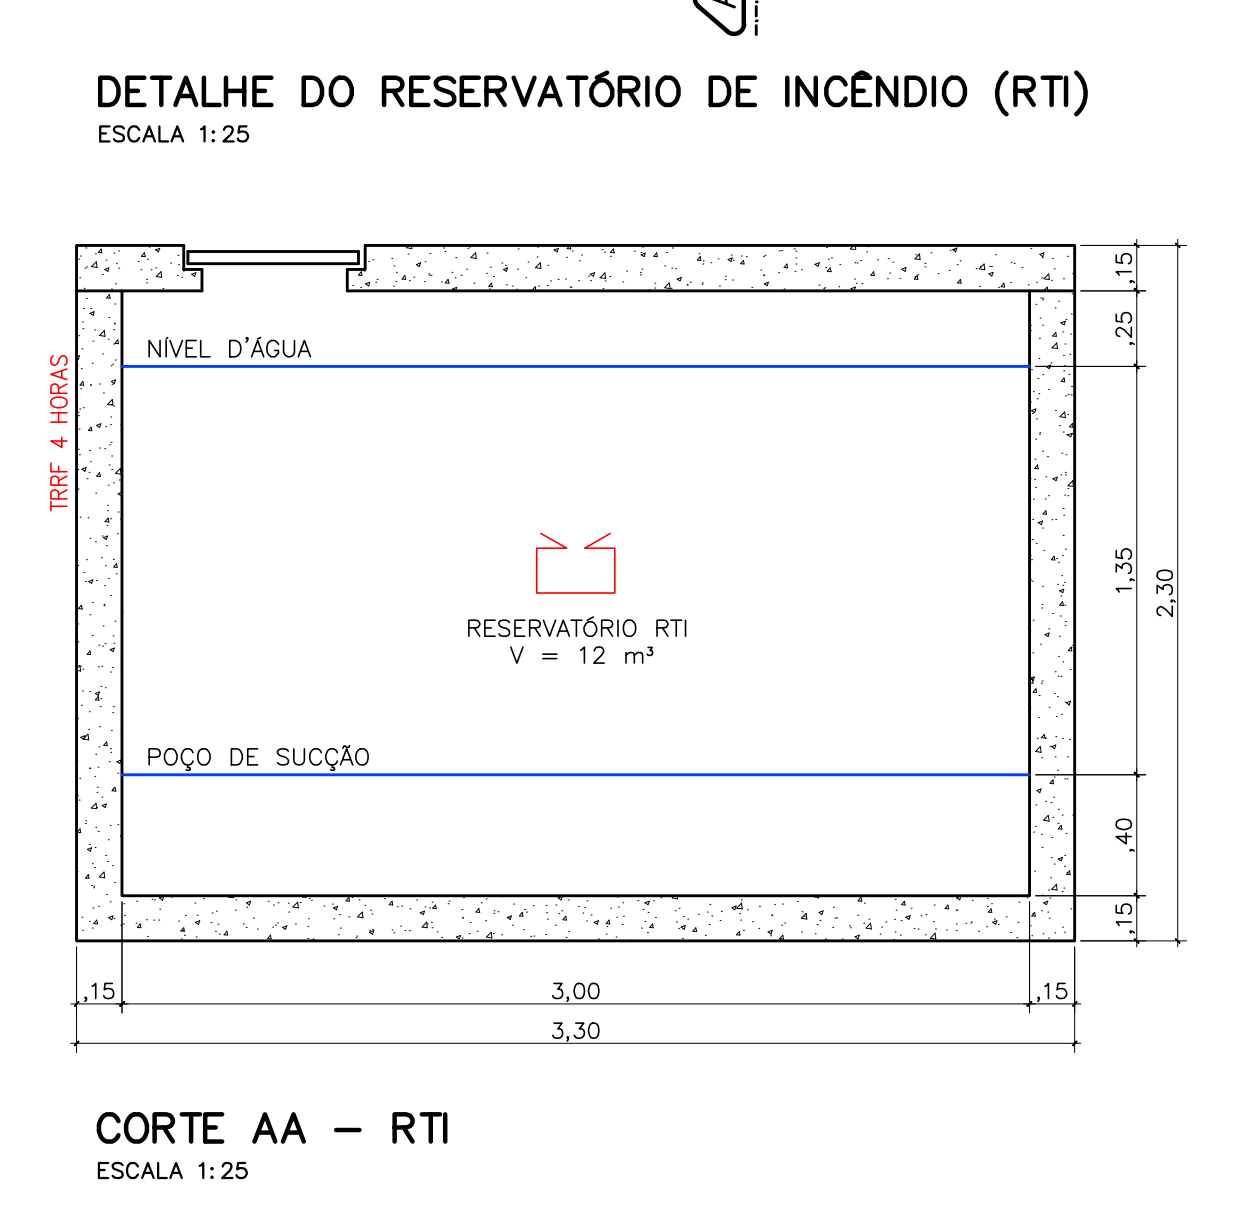 DETALHE DO RESERVATÓRIO DE INCÊNDIO (RTI)
ESCALA 1:25
,15
,25
NÍVEL D'ÁGUA
TRRF 4 HORAS
1,35
2,30
RESERVATÓRIO RTI
V = 12 m³
POÇO DE SUCÇÃO
,40
,15
,15
3,00
,15
3,30
CORTE AA – RTI
ESCALA 1:25